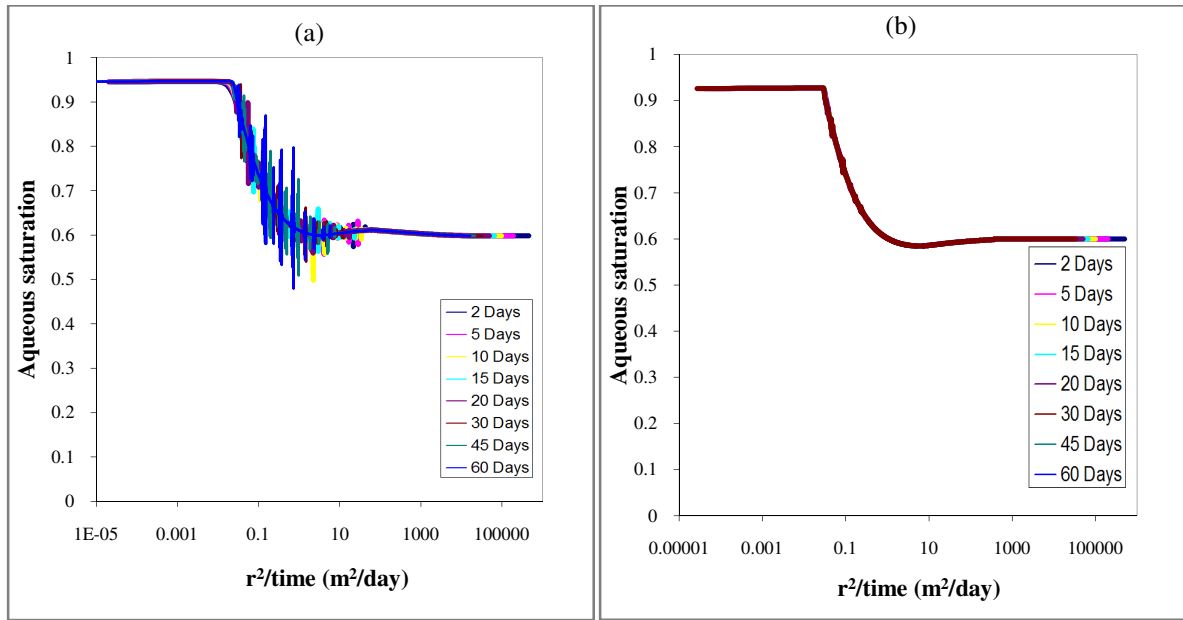 (a)
1
0.9
0.8
0.7
0.6
0.5
0.4
0.3
0.2
0.1
0
Aqueous saturation
2 Days
5 Days
10 Days
15 Days
20 Days
30 Days
45 Days
60 Days
1E-05 0.001 0.1 10 1000 100000
r²/time (m²/day)
(b)
1
0.9
0.8
0.7
0.6
0.5
0.4
0.3
0.2
0.1
0
Aqueous saturation
2 Days
5 Days
10 Days
15 Days
20 Days
30 Days
45 Days
60 Days
0.00001 0.001 0.1 10 1000 100000
r²/time (m²/day)